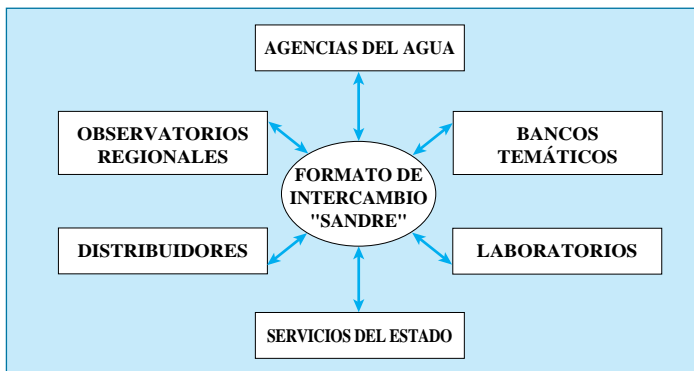 AGENCIAS DEL AGUA
OBSERVATORIOS
REGIONALES
BANCOS
TEMÁTICOS
FORMATO DE
INTERCAMBIO
"SANDRE"
DISTRIBUIDORES
LABORATORIOS
SERVICIOS DEL ESTADO